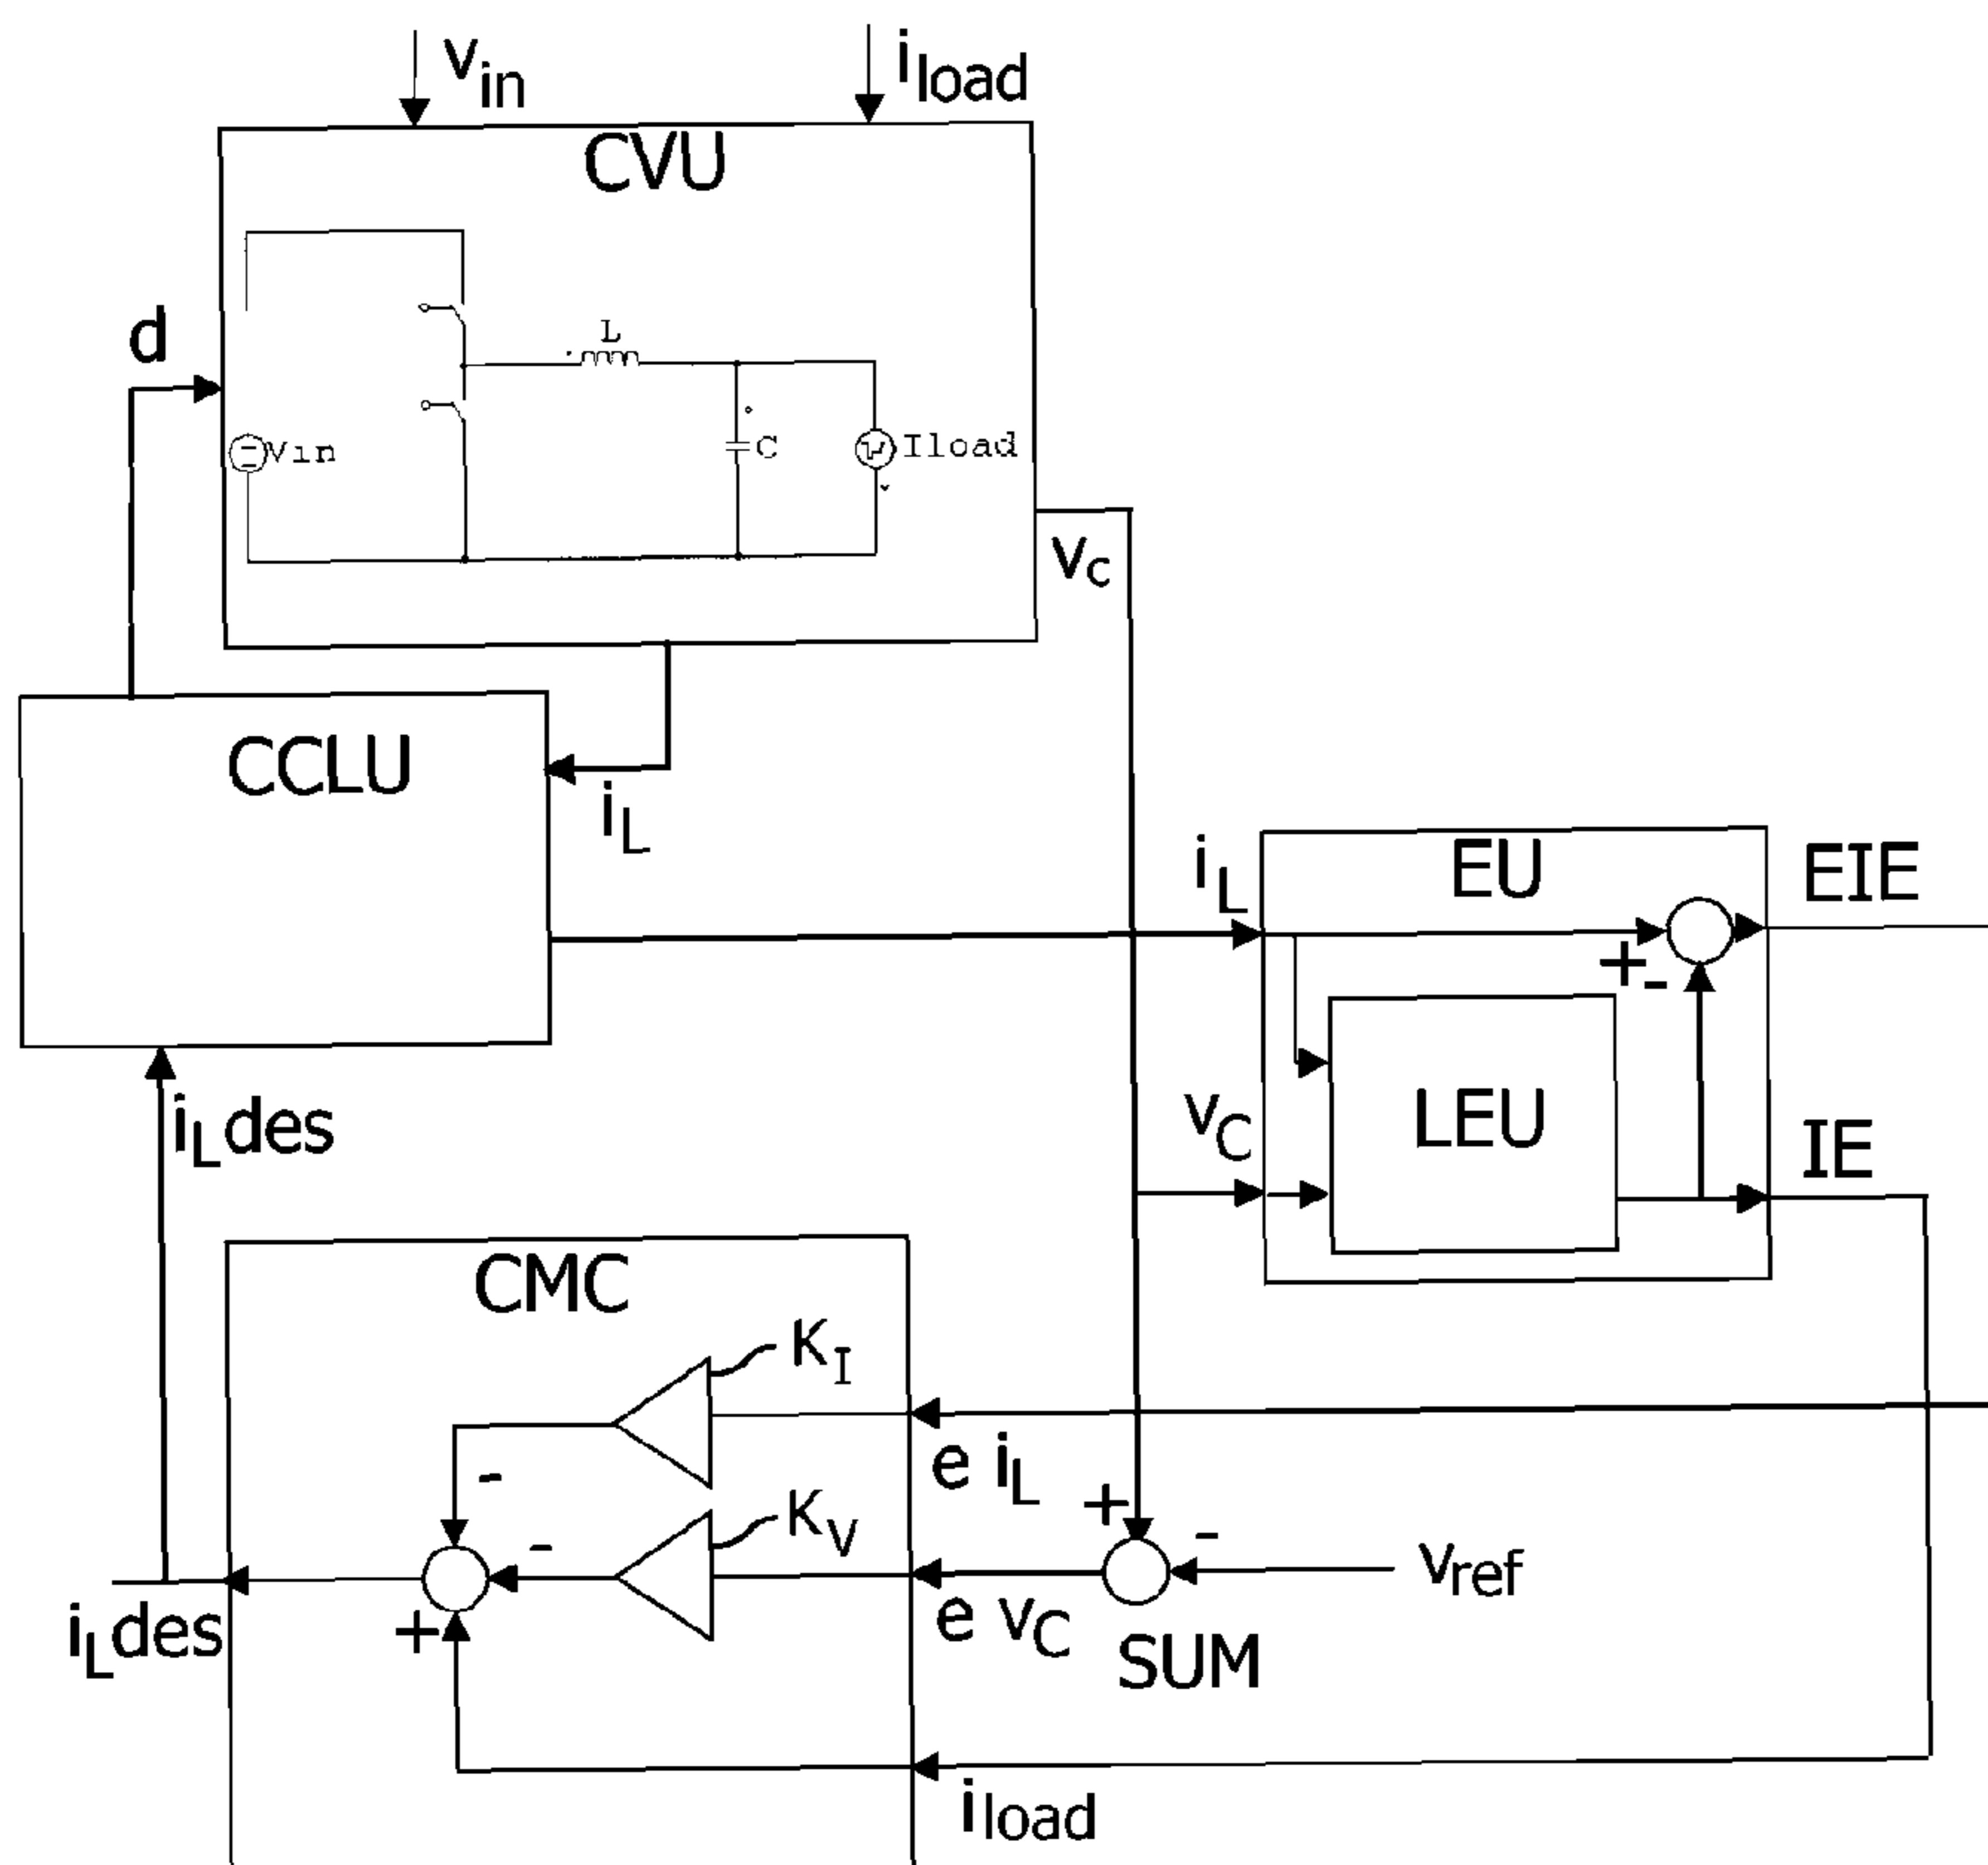 vin
iload
CVU
d
L
Vin
C
Iload
vc
CCLU
iL
iL
EU
EIE
+
-
iLdes
vC
LEU
IE
CMC
KI
-
e iL
KV
+
-
-
vref
iLdes
+
e vC
SUM
iload